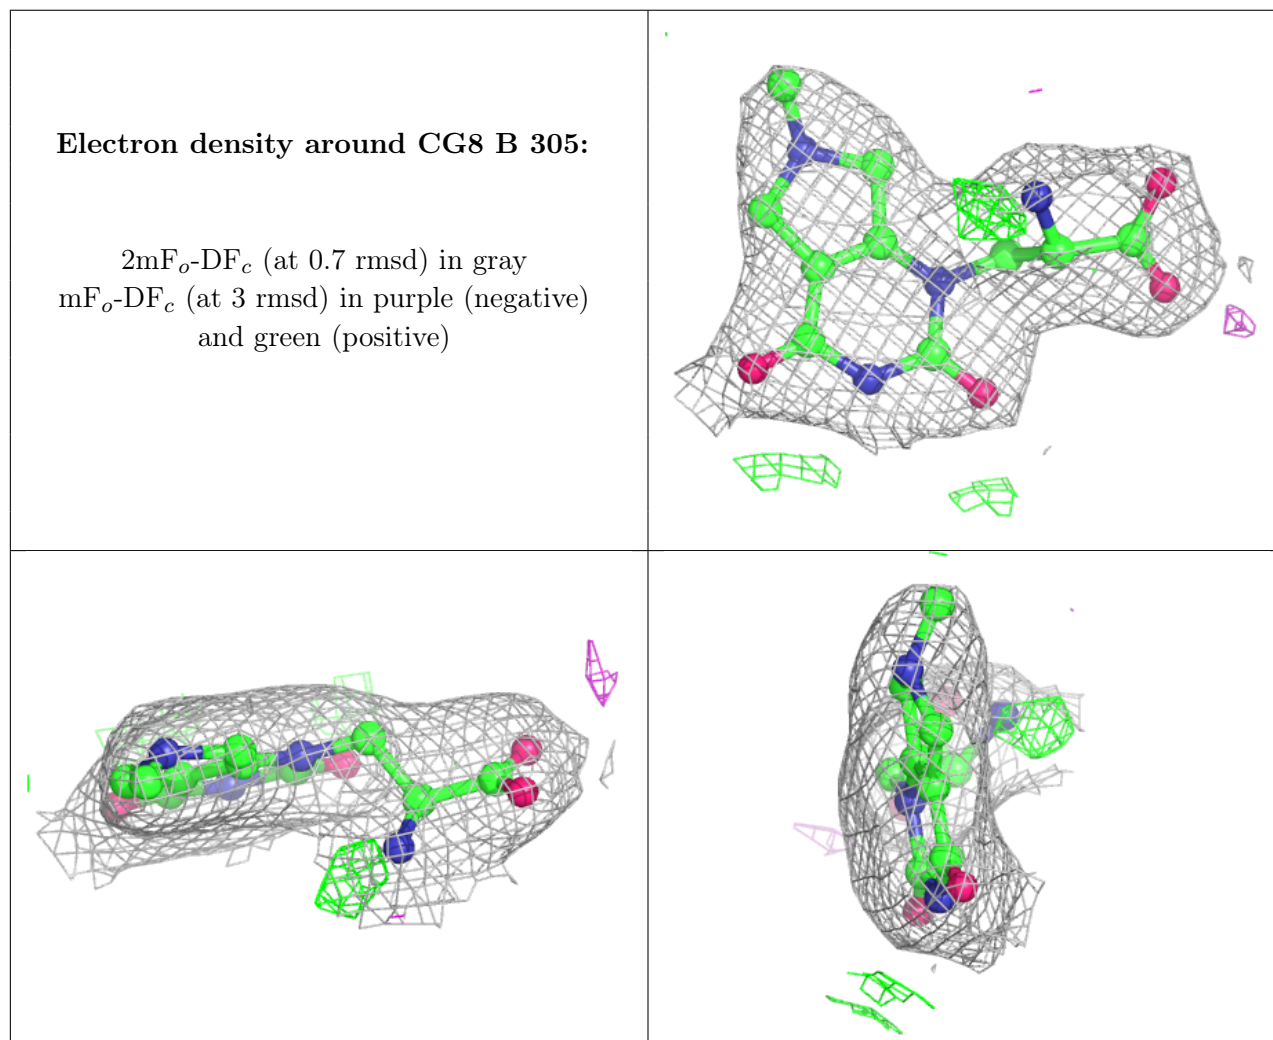 Electron density around CG8 B 305:
2mFo-DFc (at 0.7 rmsd) in gray
mFo-DFc (at 3 rmsd) in purple (negative)
and green (positive)